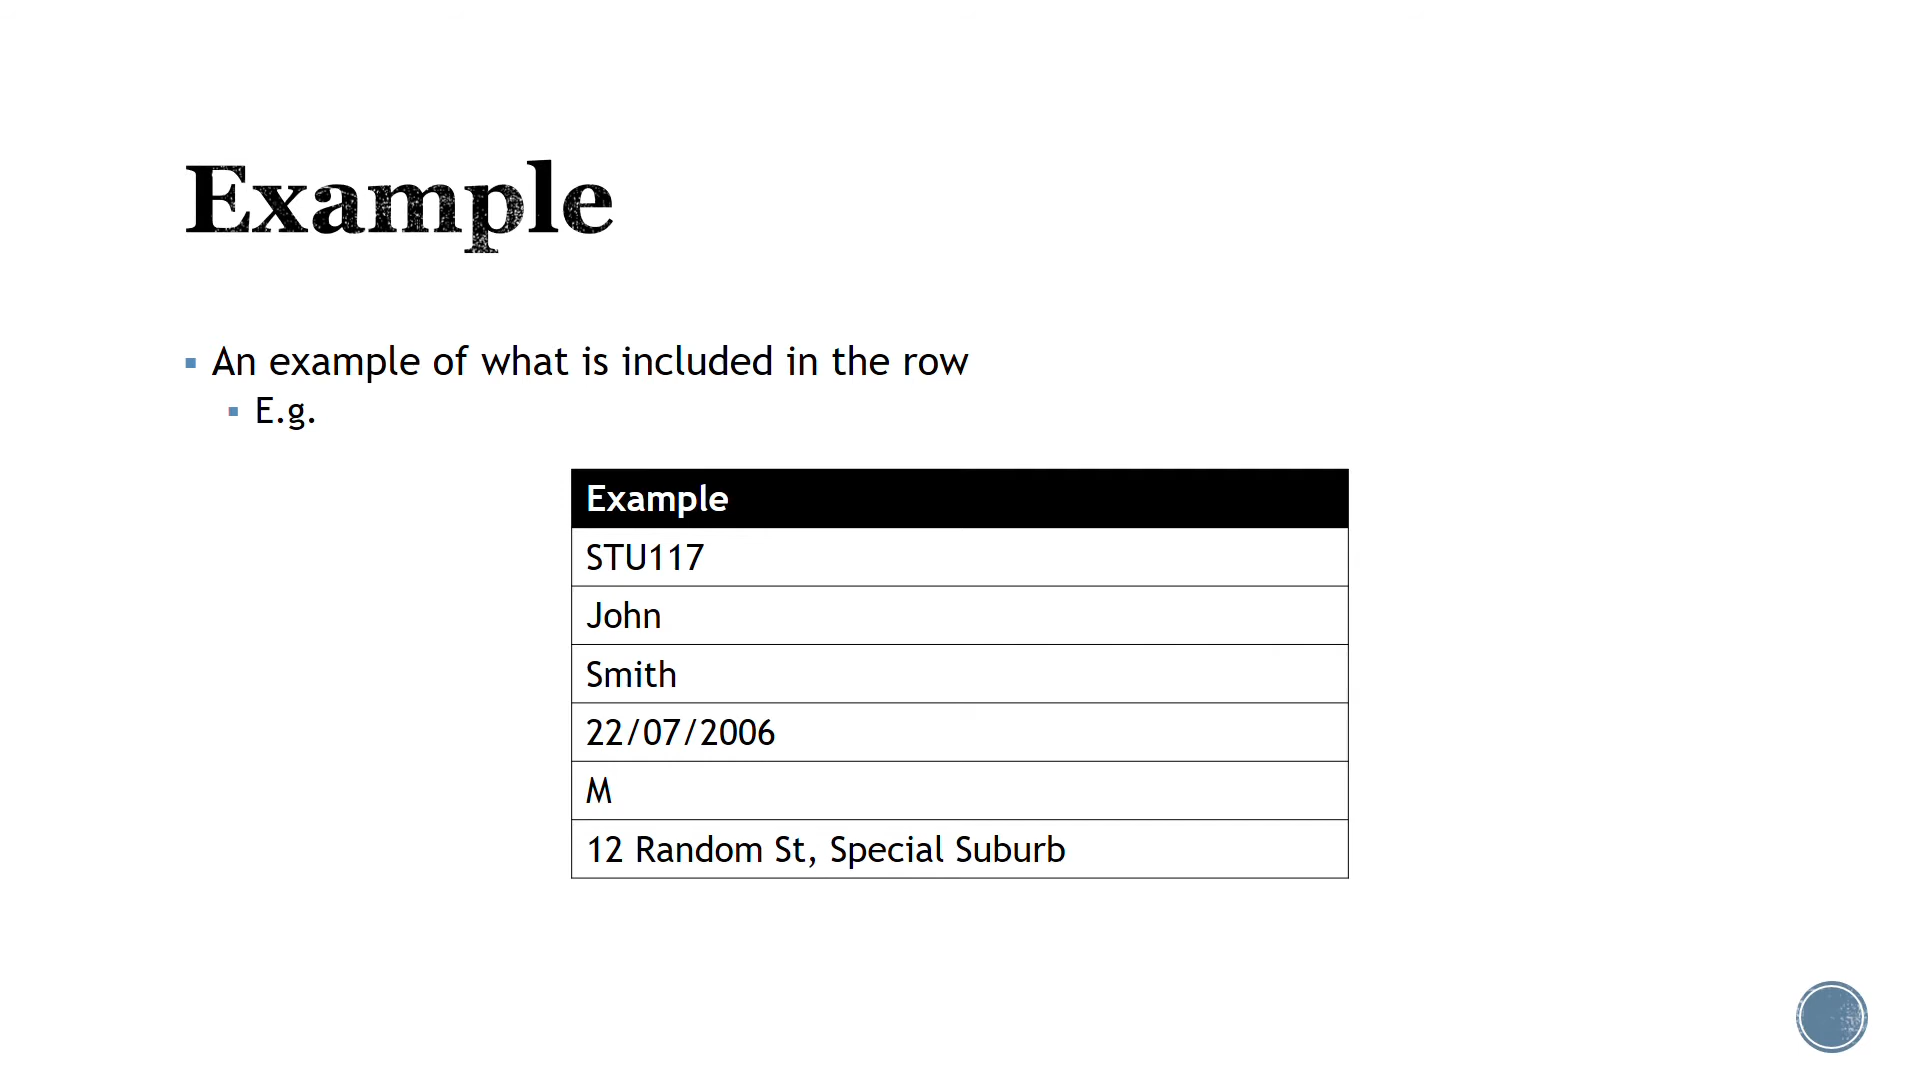 Example
An example of what is included in the row
E.g.
Example
STU117
John
Smith
22/07/2006
M
12 Random St, Special Suburb